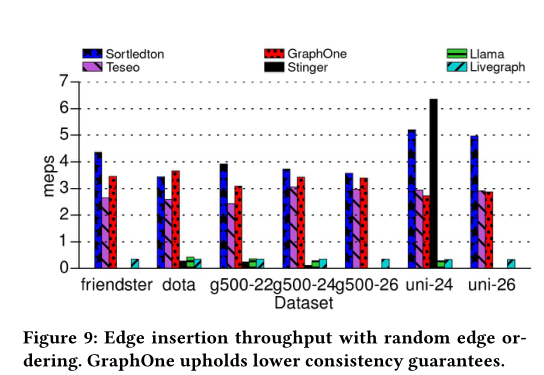 Sortledton GraphOne Llama
Teseo Stinger Livegraph
7
6
5
4
3
2
1
0
meps
friendster dota g500-22 g500-24 g500-26 uni-24 uni-26
Dataset
Figure 9: Edge insertion throughput with random edge or-
dering. GraphOne upholds lower consistency guarantees.